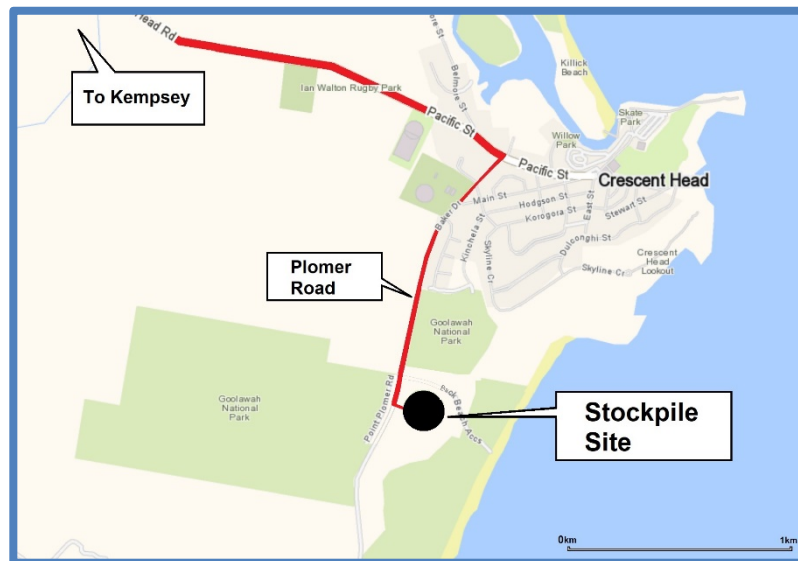 Head Rd
To Kempsey
Belmore St
Killick
Beach
Ian Walton Rugby Park
Pacific St
Skate
Park
Willow
Park
Pacific St
Crescent Head
Main St
Baker Dr
Hodgson St
Korogora St
East St
Stewart St
Kinchela St
Dulconghi St
Skyline Cr
Skyline Cr
Crescent
Head
Lookout
Plomer
Road
Goolawah
National
Park
Goolawah
National
Park
Point Plomer Rd
Beach Accs
Stockpile
Site
0km
1km